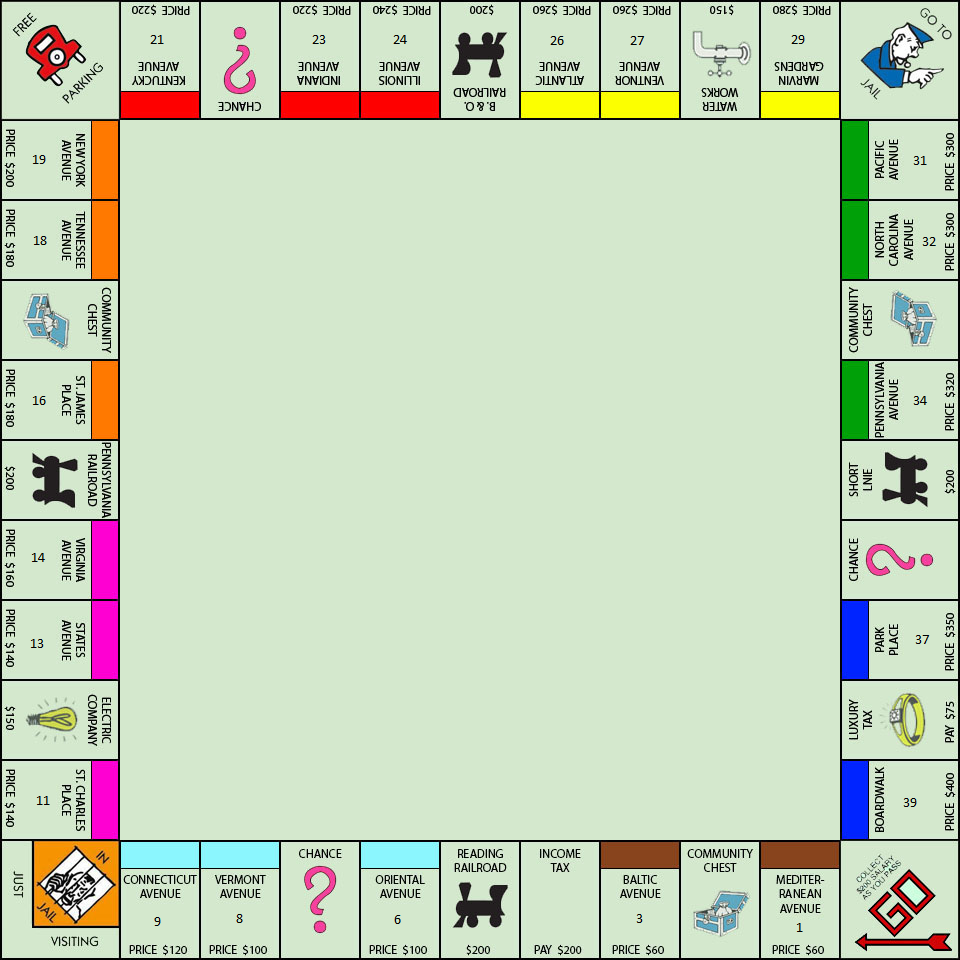 FREE
PARKING
KENTUCKY
AVENUE
21
PRICE $220
CHANCE
INDIANA
AVENUE
23
PRICE $220
ILLINOIS
AVENUE
24
PRICE $240
B. & O.
RAILROAD
$200
ATLANTIC
AVENUE
26
PRICE $260
VENTNOR
AVENUE
27
PRICE $260
WATER
WORKS
$150
MARVIN
GARDENS
29
PRICE $280
GO TO
JAIL
NEW YORK
AVENUE
19
PRICE $200
TENNESSEE
AVENUE
18
PRICE $180
COMMUNITY
CHEST
ST. JAMES
PLACE
16
PRICE $180
PENNSYLVANIA
RAILROAD
$200
VIRGINIA
AVENUE
14
PRICE $160
STATES
AVENUE
13
PRICE $140
ELECTRIC
COMPANY
$150
ST. CHARLES
PLACE
11
PRICE $140
PACIFIC
AVENUE
31
PRICE $300
NORTH
CAROLINA
AVENUE
32
PRICE $300
COMMUNITY
CHEST
PENNSYLVANIA
AVENUE
34
PRICE $320
SHORT
LNIE
$200
CHANCE
PARK
PLACE
37
PRICE $350
LUXURY
TAX
PAY $75
BOARDWALK
39
PRICE $400
IN
JAIL
JUST
VISITING
CONNECTICUT
AVENUE
9
PRICE $120
VERMONT
AVENUE
8
PRICE $100
CHANCE
ORIENTAL
AVENUE
6
PRICE $100
READING
RAILROAD
$200
INCOME
TAX
PAY $200
BALTIC
AVENUE
3
PRICE $60
COMMUNITY
CHEST
MEDITER-
RANEAN
AVENUE
1
PRICE $60
COLLECT
$200 SALARY
AS YOU PASS
GO